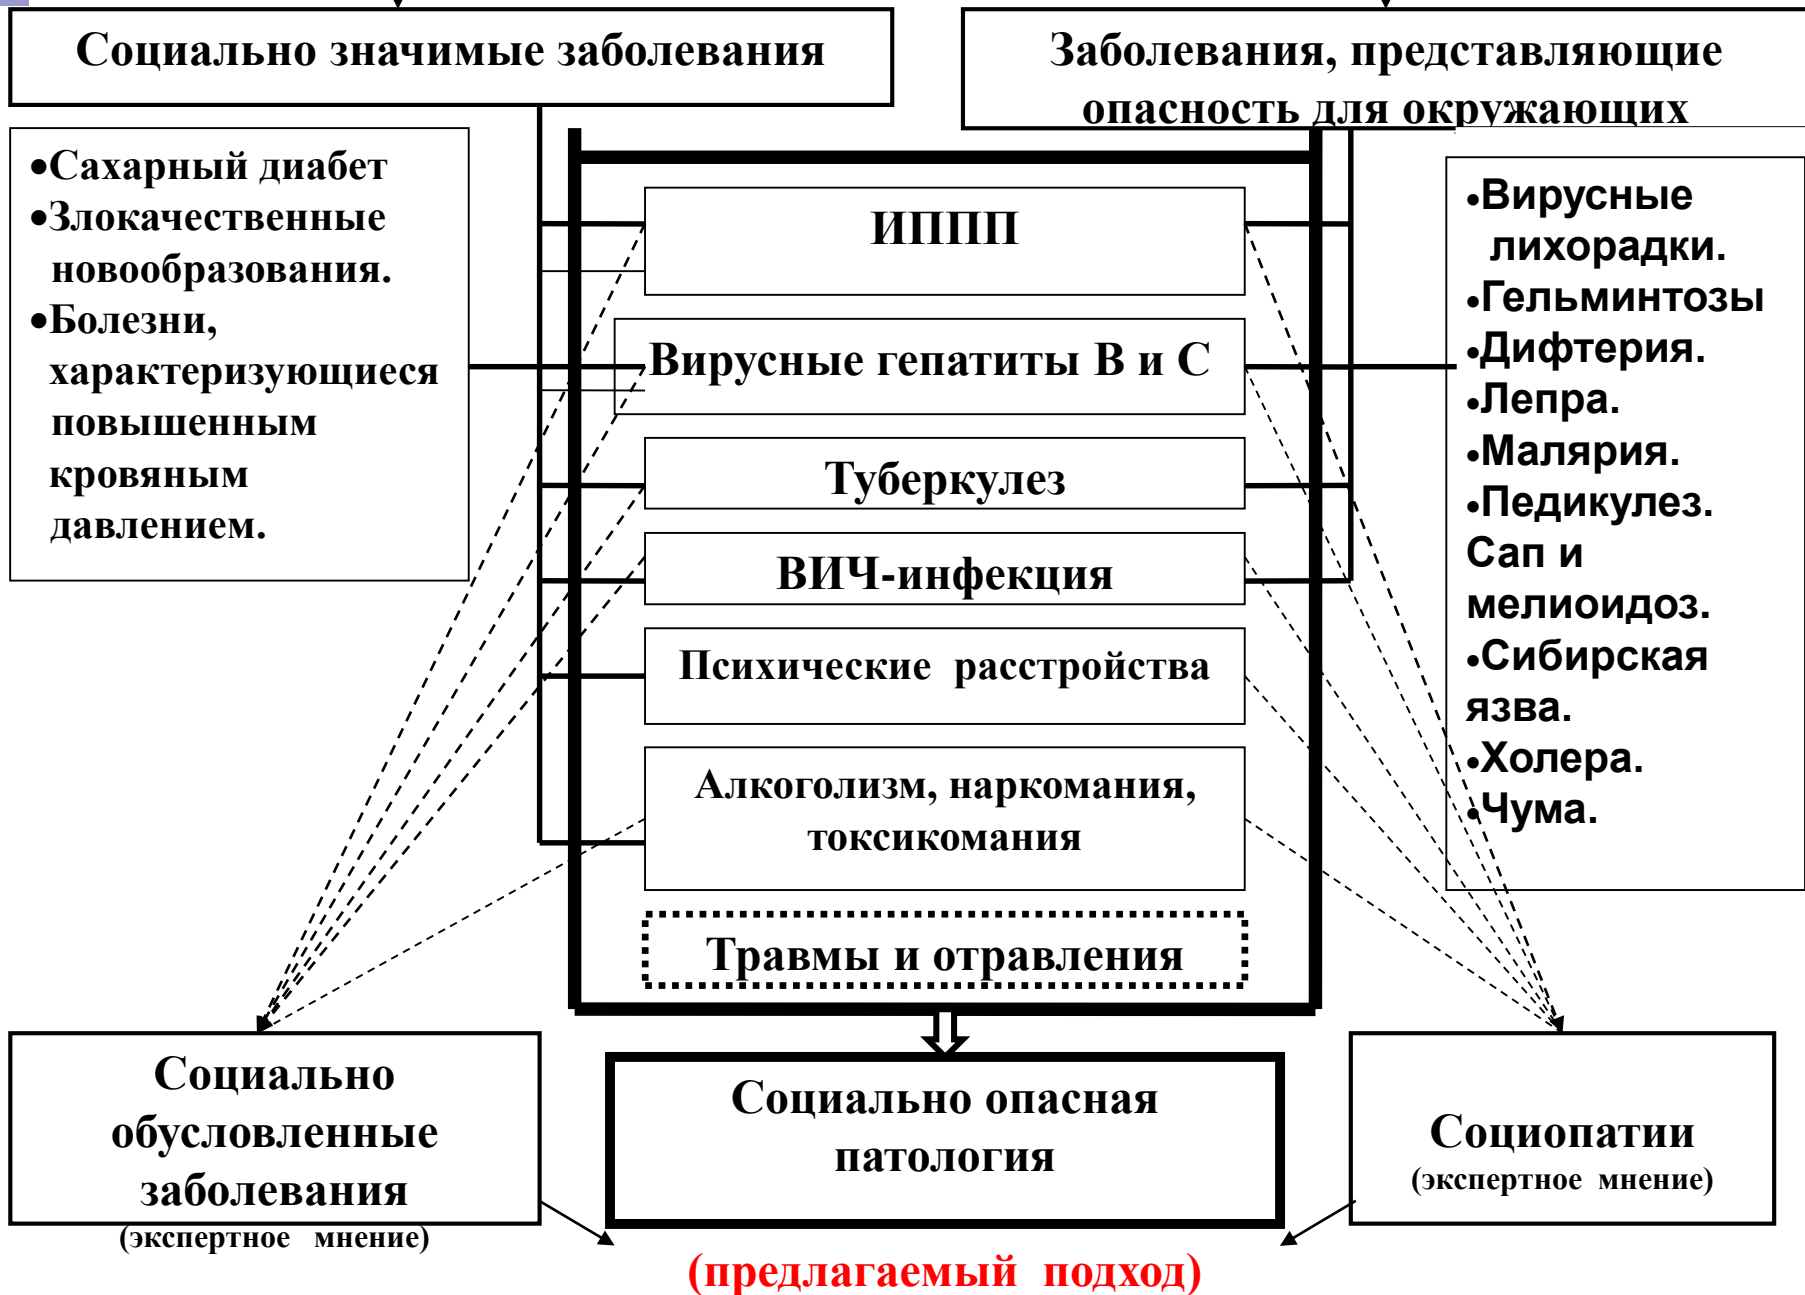 Социально значимые заболевания
Заболевания, представляющие
опасность для окружающих
•Сахарный диабет
•Злокачественные
новообразования.
•Болезни,
характеризующиеся
повышенным
кровяным
давлением.
ИППП
Вирусные гепатиты В и С
Туберкулез
ВИЧ-инфекция
Психические расстройства
Алкоголизм, наркомания,
токсикомания
Травмы и отравления
•Вирусные
лихорадки.
•Гельминтозы
•Дифтерия.
•Лепра.
•Малярия.
•Педикулез.
Сап и
мелиоидоз.
•Сибирская
язва.
•Холера.
•Чума.
Социально
обусловленные
заболевания
(экспертное мнение)
Социально опасная
патология
Социопатии
(экспертное мнение)
(предлагаемый подход)